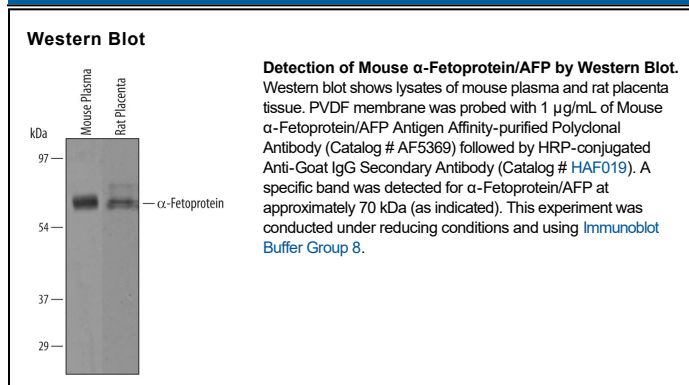 Western Blot
Mouse Plasma
Rat Placenta
kDa
97
54
37
29
α-Fetoprotein
Detection of Mouse α-Fetoprotein/AFP by Western Blot.
Western blot shows lysates of mouse plasma and rat placenta
tissue. PVDF membrane was probed with 1 µg/mL of Mouse
α-Fetoprotein/AFP Antigen Affinity-purified Polyclonal
Antibody (Catalog # AF5369) followed by HRP-conjugated
Anti-Goat IgG Secondary Antibody (Catalog # HAF019). A
specific band was detected for α-Fetoprotein/AFP at
approximately 70 kDa (as indicated). This experiment was
conducted under reducing conditions and using Immunoblot
Buffer Group 8.